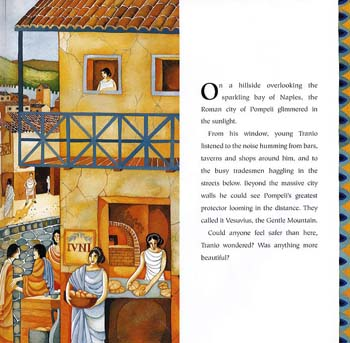 IVNI
On a hillside overlooking the
sparkling bay of Naples, the
Roman city of Pompeii glimmered in
the sunlight.
From his window, young Tranio
listened to the noise humming from bars,
taverns and shops around him, and to
the busy tradesmen haggling in the
streets below. Beyond the massive city
walls he could see Pompeii's greatest
protector looming in the distance. They
called it Vesuvius, the Gentle Mountain.
Could anyone feel safer than here,
Tranio wondered? Was anything more
beautiful?